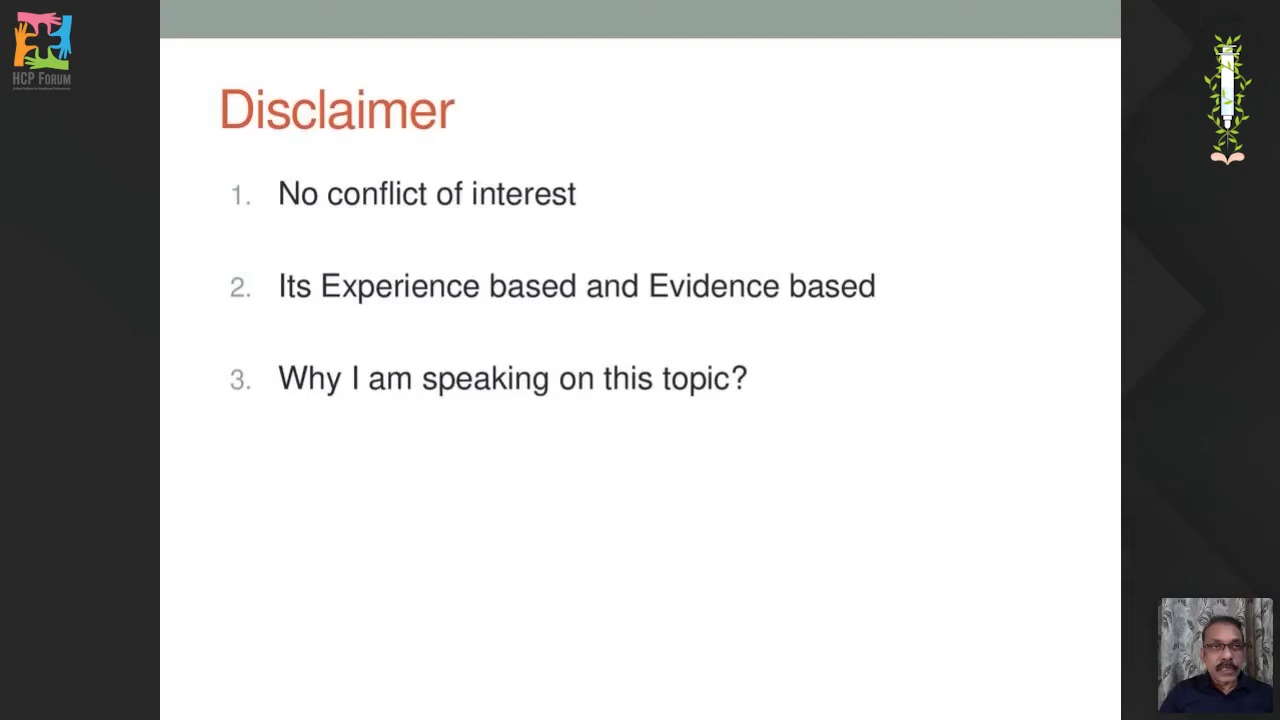 HCP FORUM
Disclaimer
1. No conflict of interest
2. Its Experience based and Evidence based
3. Why I am speaking on this topic?